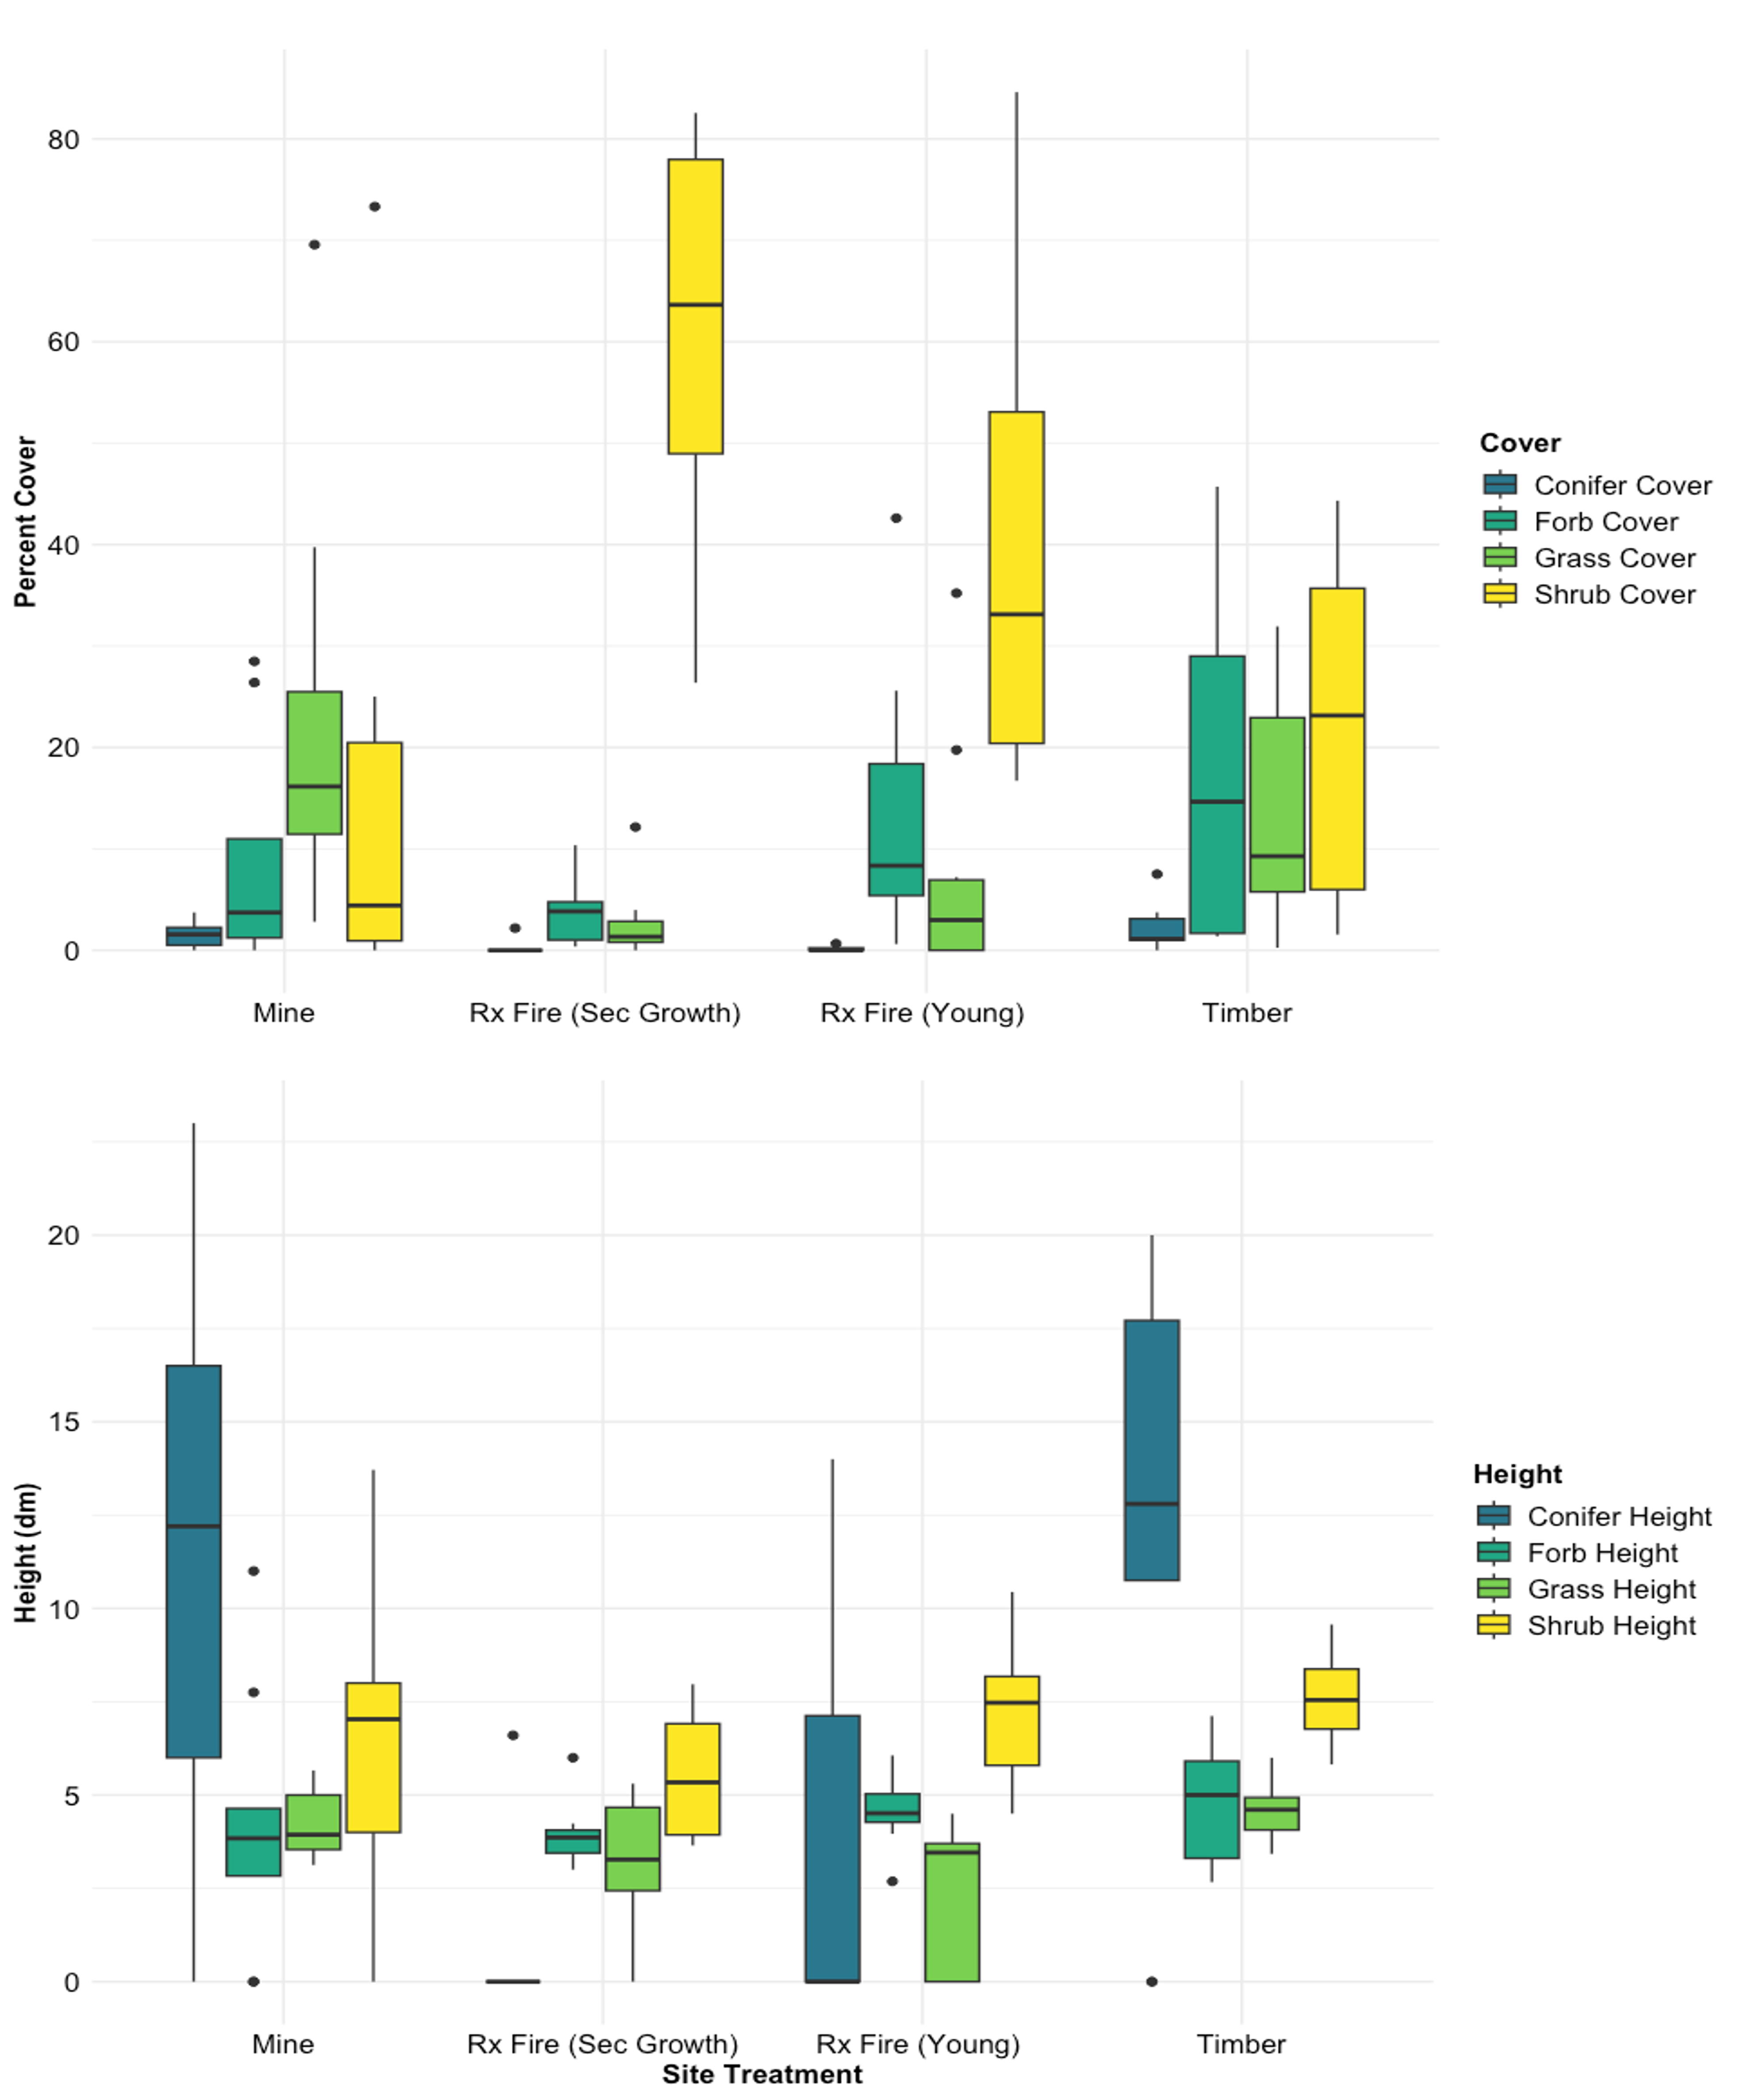 80
60
40
20
0
Percent Cover
Mine
Rx Fire (Sec Growth)
Rx Fire (Young)
Timber
Cover
Conifer Cover
Forb Cover
Grass Cover
Shrub Cover
20
15
10
5
0
Height (dm)
Mine
Rx Fire (Sec Growth)
Rx Fire (Young)
Timber
Site Treatment
Height
Conifer Height
Forb Height
Grass Height
Shrub Height